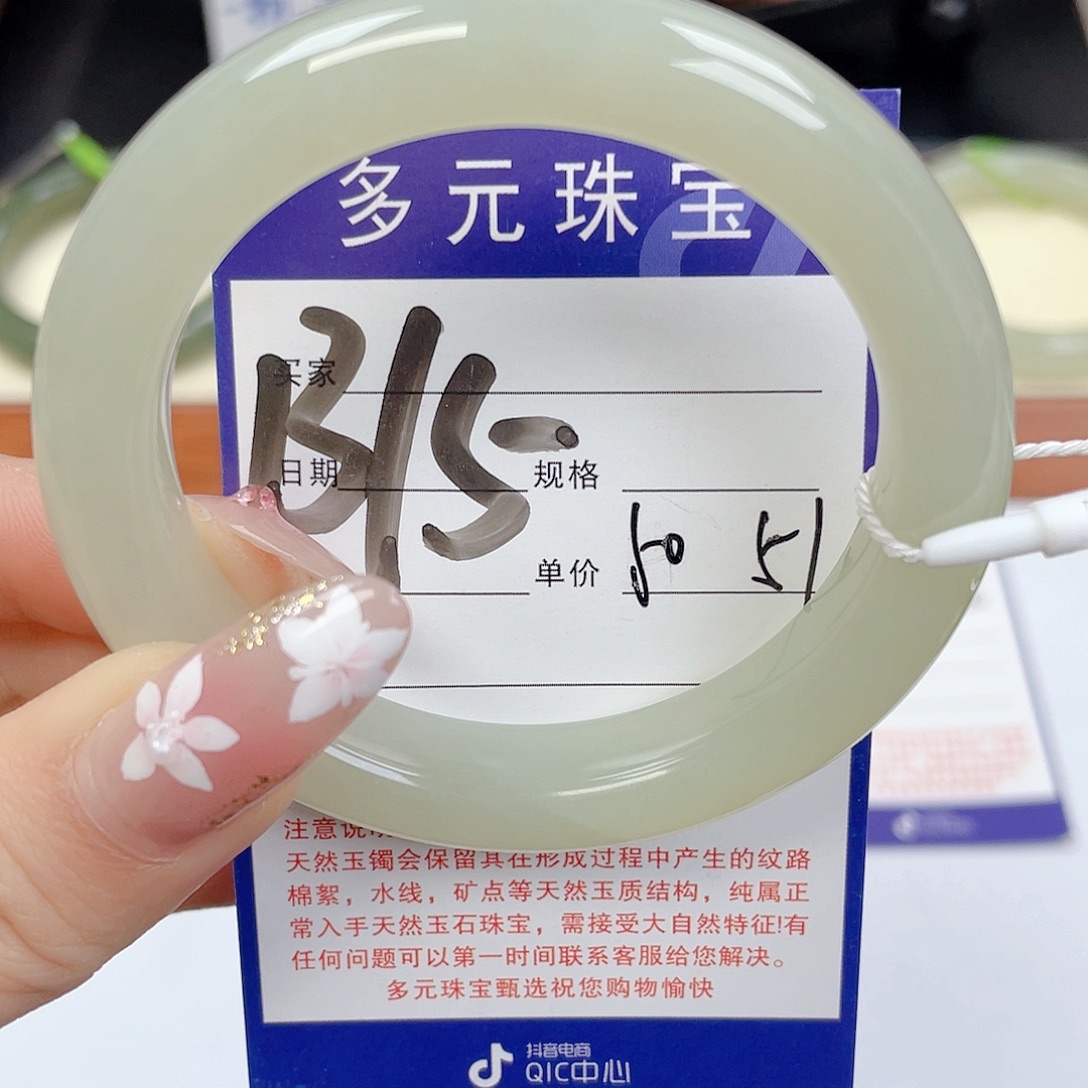 多元珠宝
买家
B15-
日期
规格
单价 50 51
注意说明
天然玉镯会保留其在形成过程中产生的纹路
棉絮,水线,矿点等天然玉质结构,纯属正
常入手天然玉石珠宝,需接受大自然特征!有
任何问题可以第一时间联系客服给您解决。
多元珠宝甄选祝您购物愉快
抖音电商
QIC中心